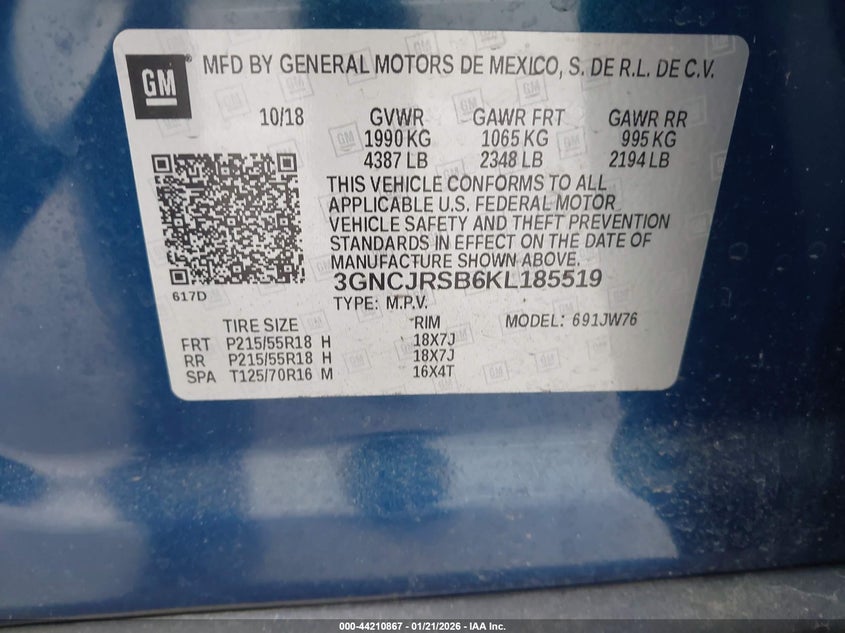 GM MFD BY GENERAL MOTORS DE MEXICO, S. DE R.L. DE C.V.
10/18 GVWR GAWR FRT GAWR RR
1990 KG 1065 KG 995 KG
4387 LB 2348 LB 2194 LB
THIS VEHICLE CONFORMS TO ALL
APPLICABLE U.S. FEDERAL MOTOR
VEHICLE SAFETY AND THEFT PREVENTION
STANDARDS IN EFFECT ON THE DATE OF
MANUFACTURE SHOWN ABOVE.
3GNCJRSB6KL185519
617D
TYPE: M.P.V.
TIRE SIZE RIM MODEL: 691JW76
FRT P215/55R18 H 18X7J
RR P215/55R18 H 18X7J
SPA T125/70R16 M 16X4T
000-44210867 | 01/21/2026 - IAA Inc.